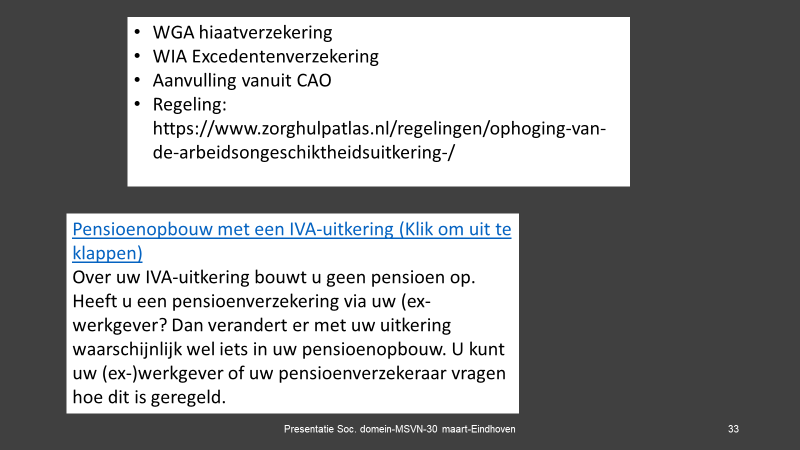 • WGA hiaatverzekering
• WIA Excedentenverzekering
• Aanvulling vanuit CAO
• Regeling:
https://www.zorghulpatlas.nl/regelingen/ophoging-van-
de-arbeidsongeschiktheidsuitkering-/
Pensioenopbouw met een IVA-uitkering (Klik om uit te
klappen)
Over uw IVA-uitkering bouwt u geen pensioen op.
Heeft u een pensioenverzekering via uw (ex-
werkgever? Dan verandert er met uw uitkering
waarschijnlijk wel iets in uw pensioenopbouw. U kunt
uw (ex-)werkgever of uw pensioenverzekeraar vragen
hoe dit is geregeld.
Presentatie Soc. domein-MSVN-30 maart-Eindhoven
33